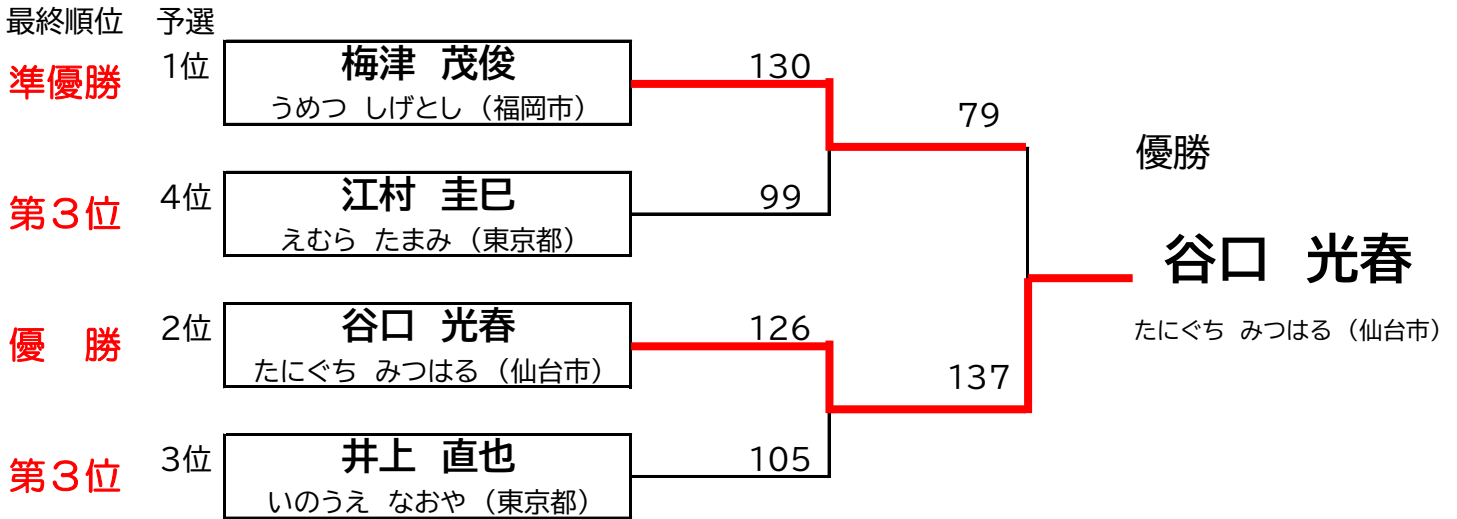 最終順位 予選
準優勝 1位 梅津 茂俊 130
うめつ しげとし（福岡市）
79
優勝
第３位 4位 江村 圭巳 99
えむら たまみ（東京都）
谷口 光春
たにぐち みつはる（仙台市）
優 勝 2位 谷口 光春 126
たにぐち みつはる（仙台市）
137
第３位 3位 井上 直也 105
いのうえ なおや（東京都）